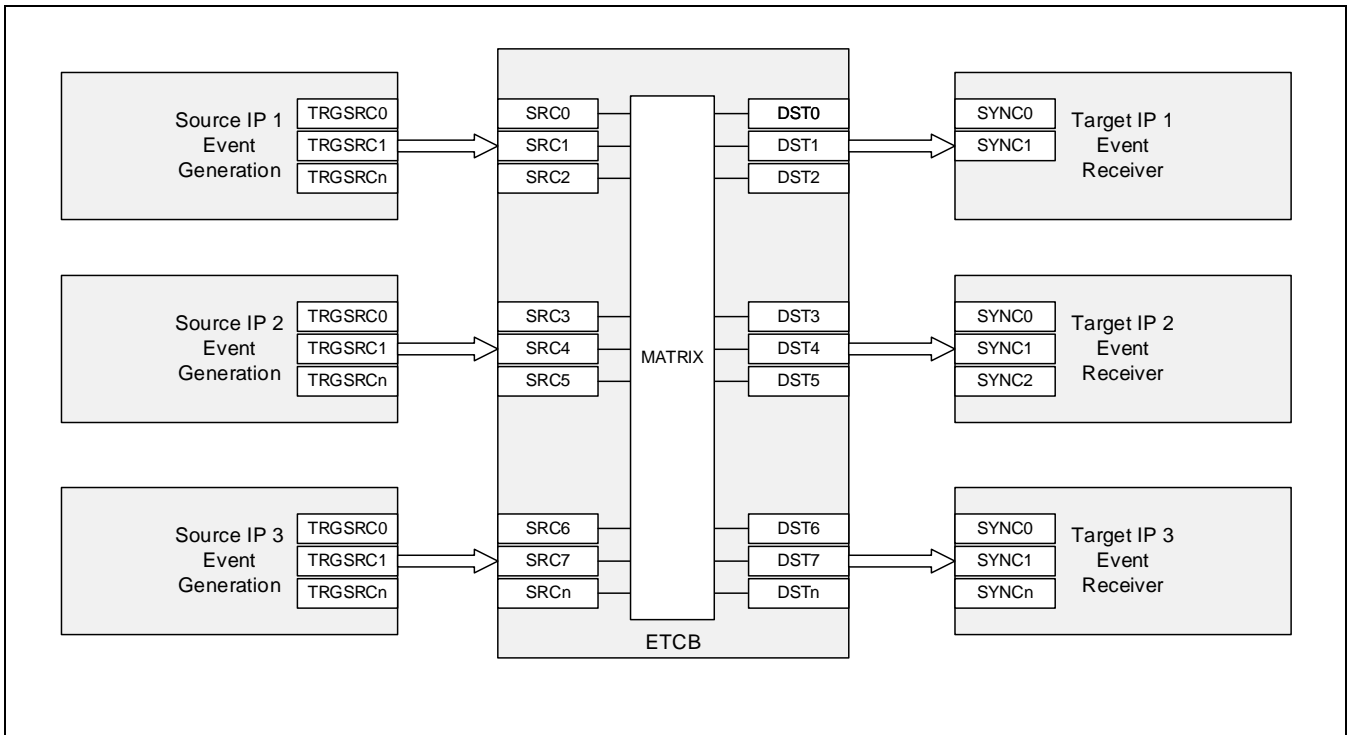 Source IP 1
Event
Generation
TRGSRC0
TRGSRC1
TRGSRCn
SRC0
SRC1
SRC2
DST0
DST1
DST2
SYNC0
SYNC1
Target IP 1
Event
Receiver
Source IP 2
Event
Generation
TRGSRC0
TRGSRC1
TRGSRCn
SRC3
SRC4
SRC5
MATRIX
DST3
DST4
DST5
SYNC0
SYNC1
SYNC2
Target IP 2
Event
Receiver
Source IP 3
Event
Generation
TRGSRC0
TRGSRC1
TRGSRCn
SRC6
SRC7
SRCn
DST6
DST7
DSTn
SYNC0
SYNC1
SYNCn
Target IP 3
Event
Receiver
ETCB